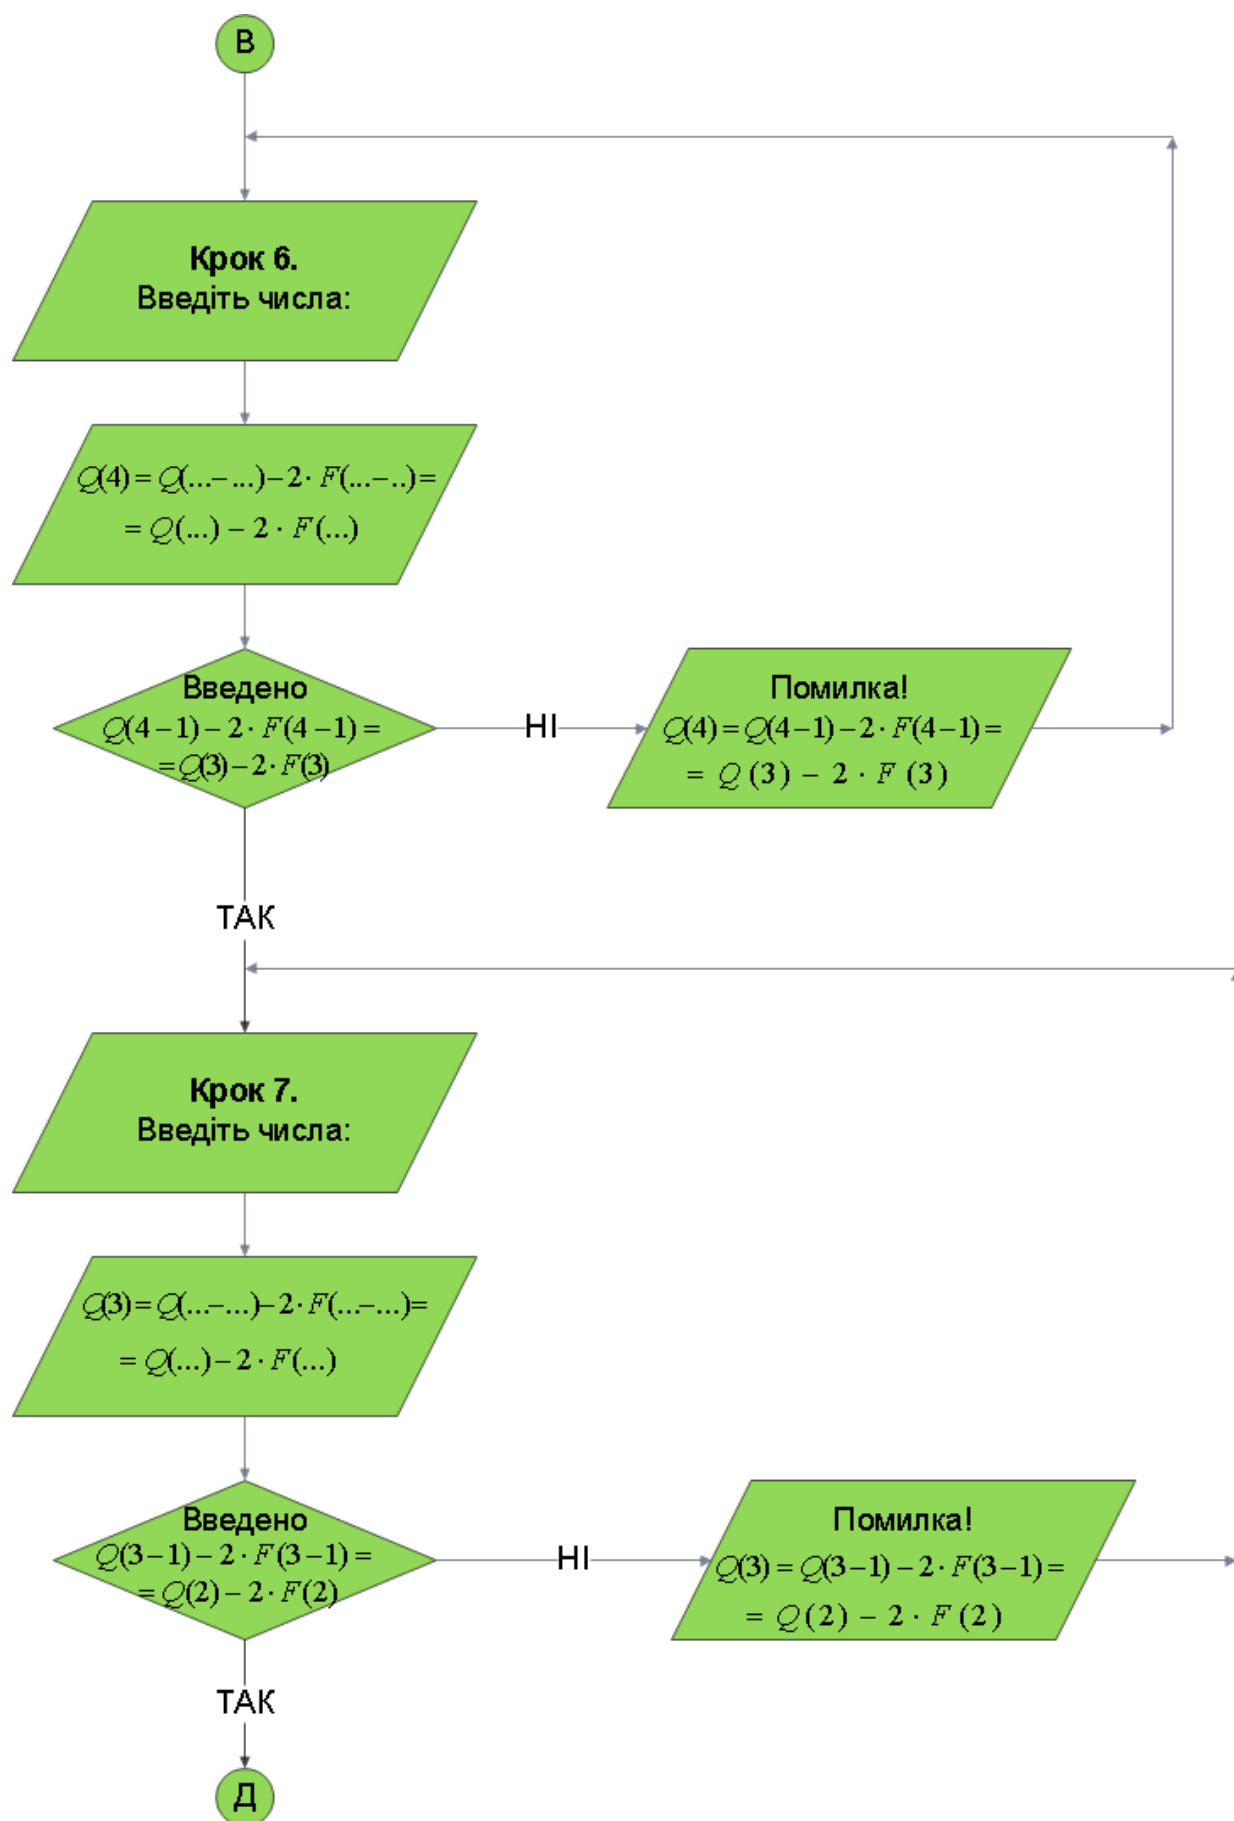 В
Крок 6.
Введіть числа:
Q(4) = Q(...−...)−2· F(...−..)=
= Q(...) − 2 · F(...)
Введено
Q(4−1)−2· F(4−1)=
=Q(3)−2·F(3)
НІ
Помилка!
Q(4)=Q(4−1)−2·F(4−1)=
= Q (3) − 2 · F (3)
ТАК
Крок 7.
Введіть числа:
Q(3)=Q(...−...)−2·F(...−...)=
=Q(...)−2·F(...)
Введено
Q(3−1)−2·F(3−1)=
=Q(2)−2·F(2)
НІ
Помилка!
Q(3)=Q(3−1)−2·F(3−1)=
= Q(2) − 2 · F(2)
ТАК
Д